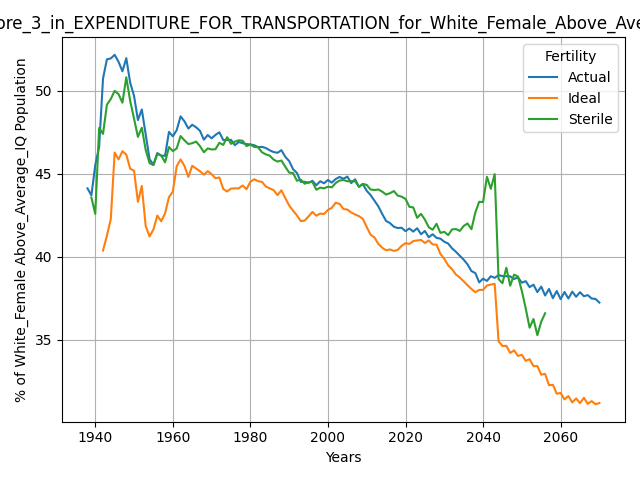 ore_3_in_EXPENDITURE_FOR_TRANSPORTATION_for_White_Female_Above_Ave
Fertility
Actual
Ideal
Sterile
% of White_Female Above_Average_IQ Population
50
45
40
35
1940 1960 1980 2000 2020 2040 2060
Years